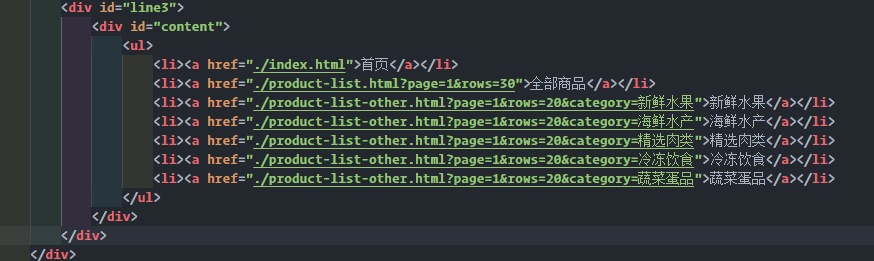 <div id="line3">
<div id="content">
<ul>
<li><a href="./index.html">首页</a></li>
<li><a href="./product-list.html?page=1&rows=30">全部商品</a></li>
<li><a href="./product-list-other.html?page=1&rows=20&category=新鲜水果">新鲜水果</a></li>
<li><a href="./product-list-other.html?page=1&rows=20&category=海鲜水产">海鲜水产</a></li>
<li><a href="./product-list-other.html?page=1&rows=20&category=精选肉类">精选肉类</a></li>
<li><a href="./product-list-other.html?page=1&rows=20&category=冷冻饮食">冷冻饮食</a></li>
<li><a href="./product-list-other.html?page=1&rows=20&category=蔬菜蛋品">蔬菜蛋品</a></li>
</ul>
</div>
</div>
</div>